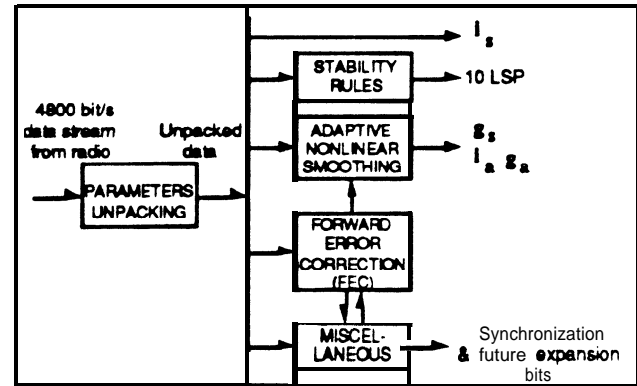 i s
STABILITY
RULES
10 LSP
4800 bit/s
data stream
from radio
Unpacked
data
ADAPTIVE
NONLINEAR
SMOOTHING
g s
i a g a
PARAMETERS
UNPACKING
FORWARD
ERROR
CORRECTION
(FEC)
MISCEL-
LANEOUS
Synchronization
& future expansion
bits